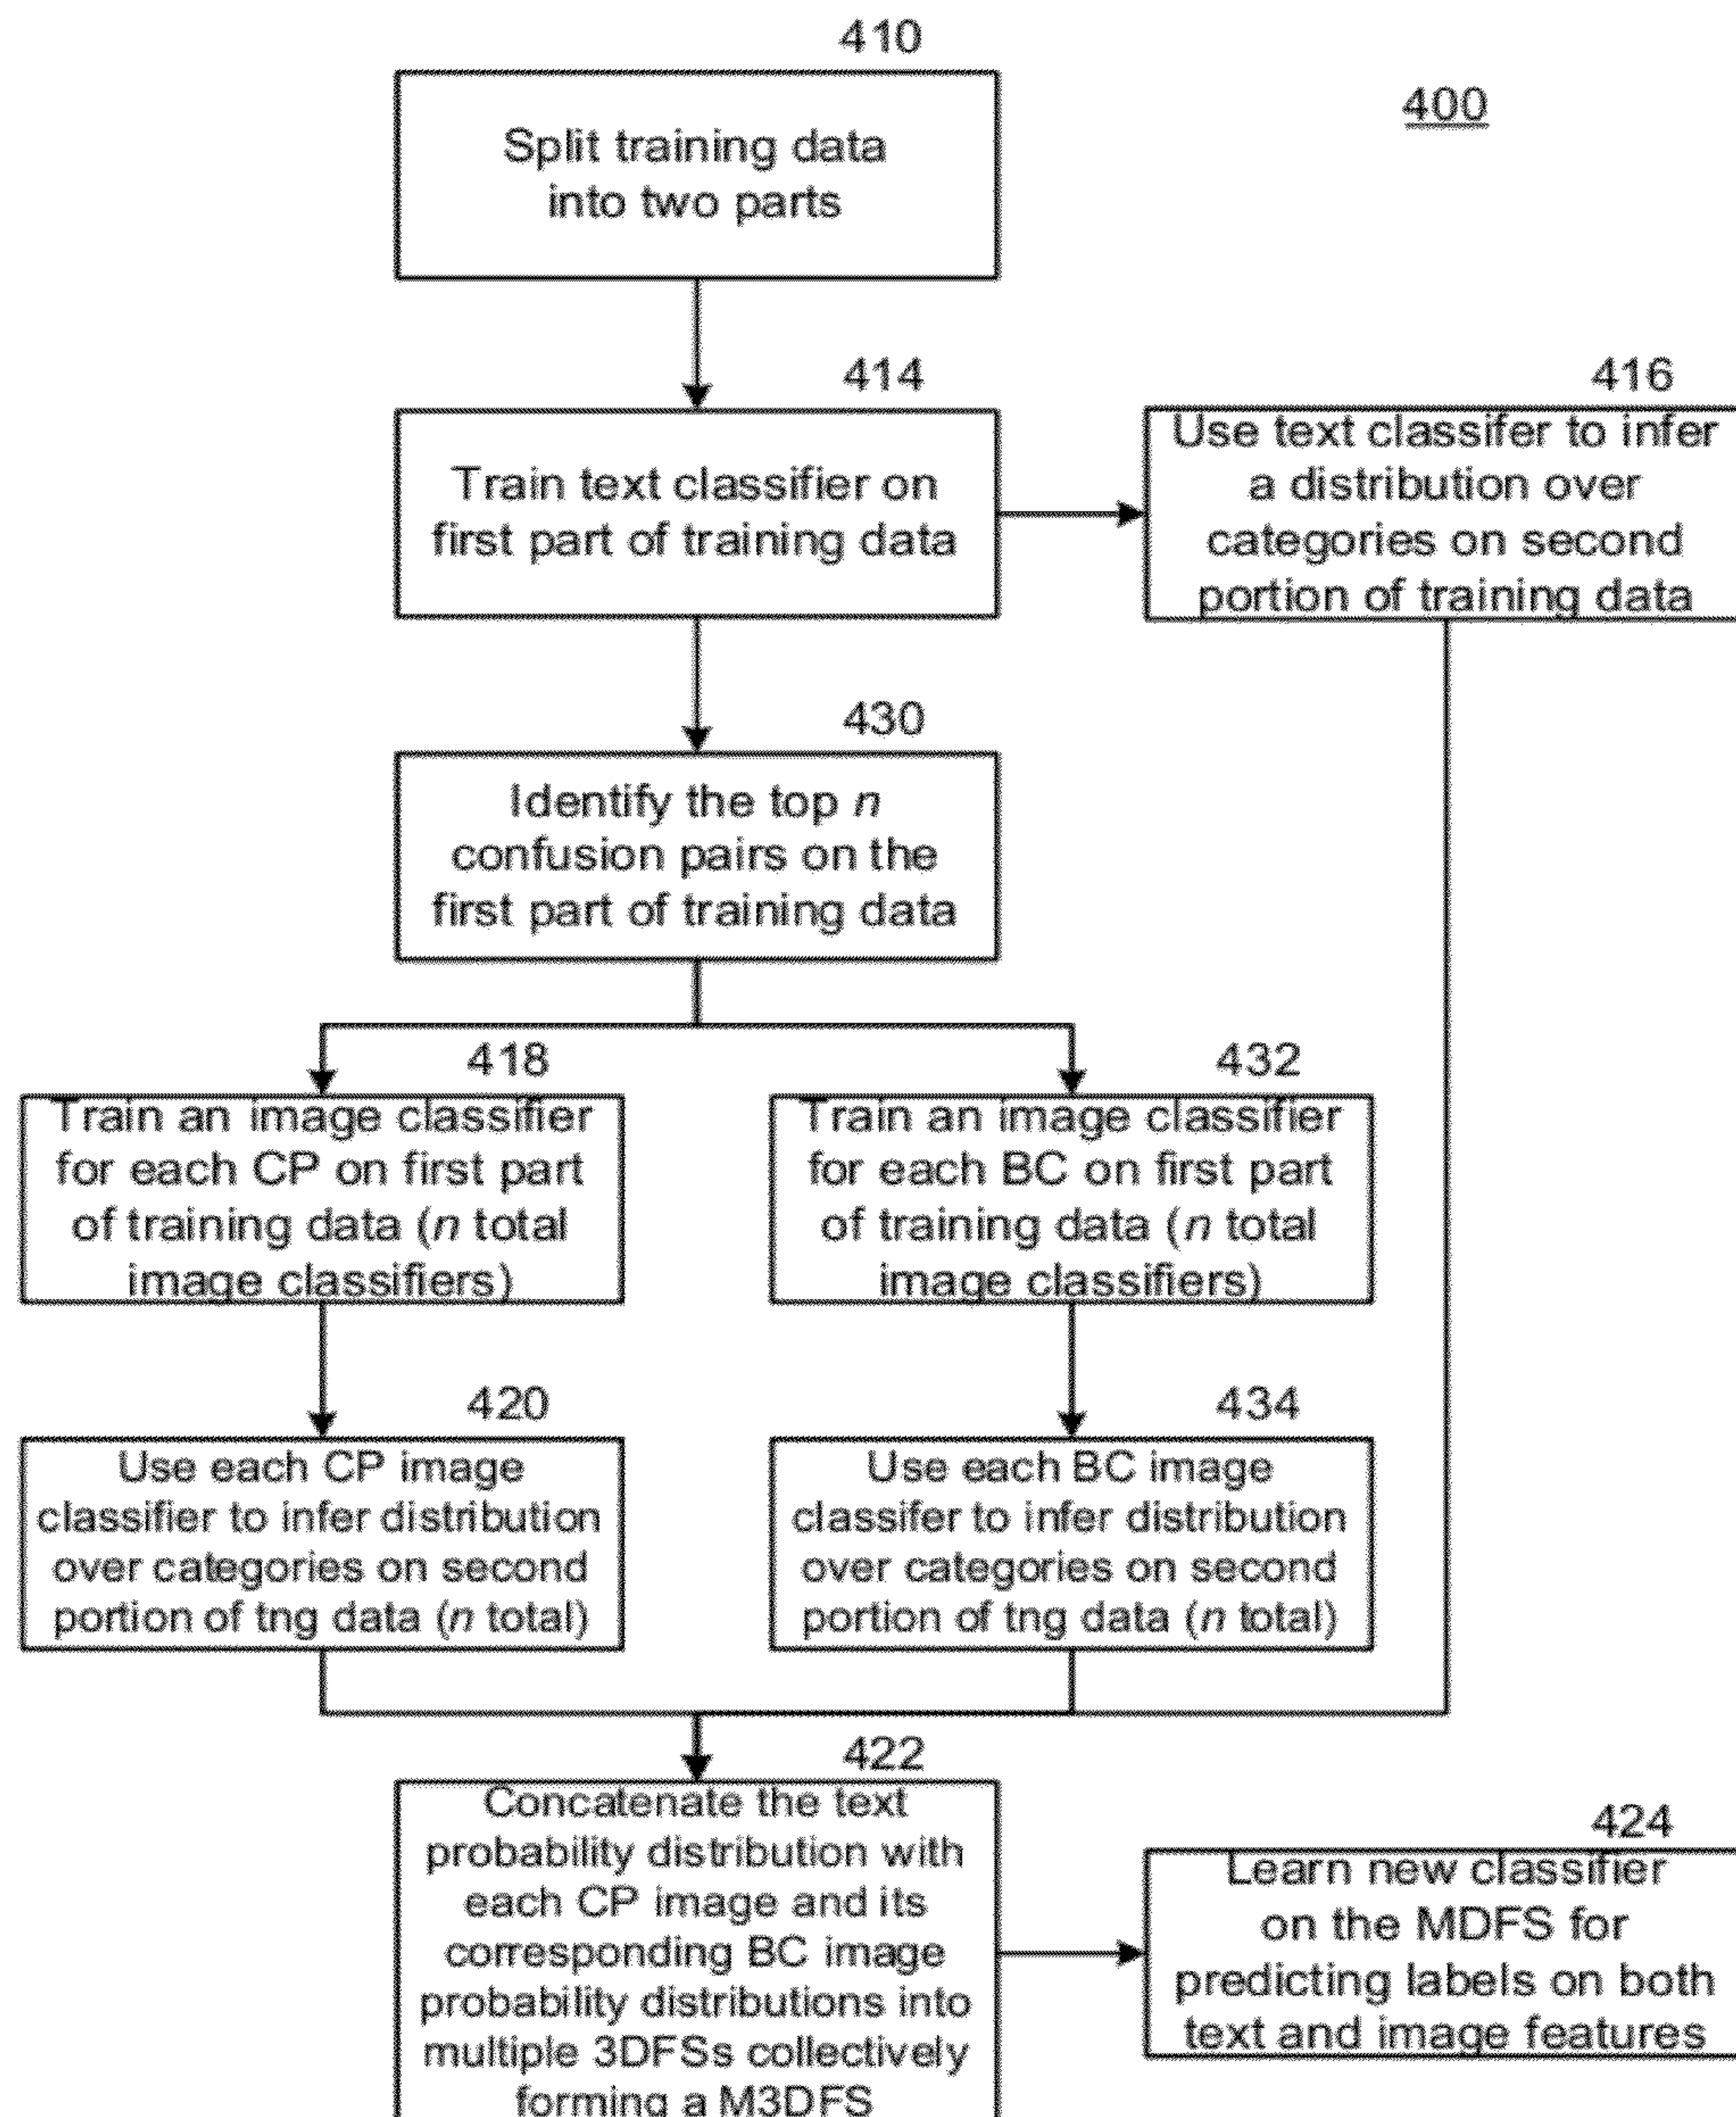 410
400
Split training data
into two parts
414
Train text classifier on
first part of training data
416
Use text classifer to infer
a distribution over
categories on second
portion of training data
430
Identify the top n
confusion pairs on the
first part of training data
418
Train an image classifier
for each CP on first part
of training data (n total
image classifiers)
432
Train an image classifier
for each BC on first part
of training data (n total
image classifiers)
420
Use each CP image
classifier to infer distribution
over categories on second
portion of tng data (n total)
434
Use each BC image
classifer to infer distribution
over categories on second
portion of tng data (n total)
422
Concatenate the text
probability distribution with
each CP image and its
corresponding BC image
probability distributions into
multiple 3DFSs collectively
forming a M3DFS
424
Learn new classifier
on the MDFS for
predicting labels on both
text and image features